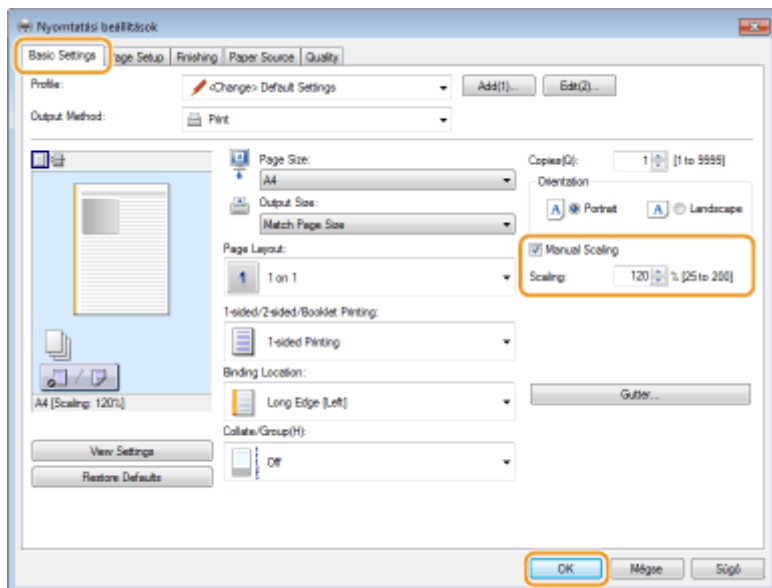 Nyomtatási beállítások
Basic Settings Page Setup Finishing Paper Source Quality
Profile: <Change> Default Settings Add(1)... Edit(2)...
Output Method: Print
Page Size:
A4
Output Size:
Match Page Size
Page Layout:
1 1 on 1
1-sided/2-sided/Booklet Printing:
1-sided Printing
Binding Location:
Long Edge [Left]
Collate/Group(H):
Off
Copies(Q): 1 [1 to 9999]
Orientation
A Portrait A Landscape
Manual Scaling
Scaling: 120 % [25 to 200]
Gutter...
A4 [Scaling: 120%]
View Settings
Restore Defaults
OK Mégse Súgó